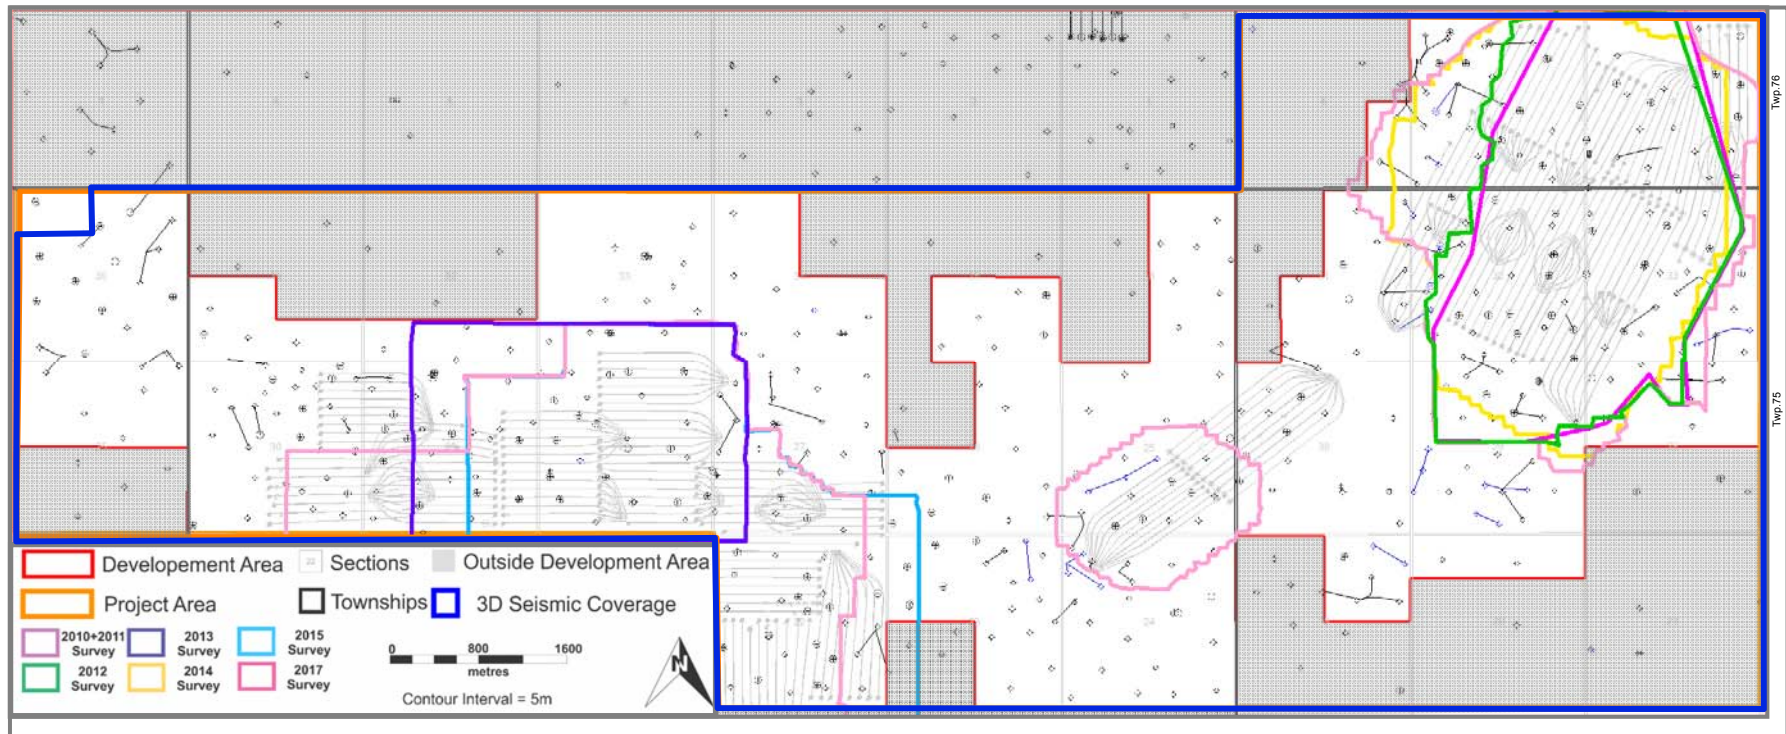 Twp.76
Twp.75
Developement Area
Sections
Outside Development Area
Project Area
Townships
3D Seismic Coverage
2010+2011
Survey
2013
Survey
2015
Survey
2012
Survey
2014
Survey
2017
Survey
0 800 1600
metres
Contour Interval = 5m
N